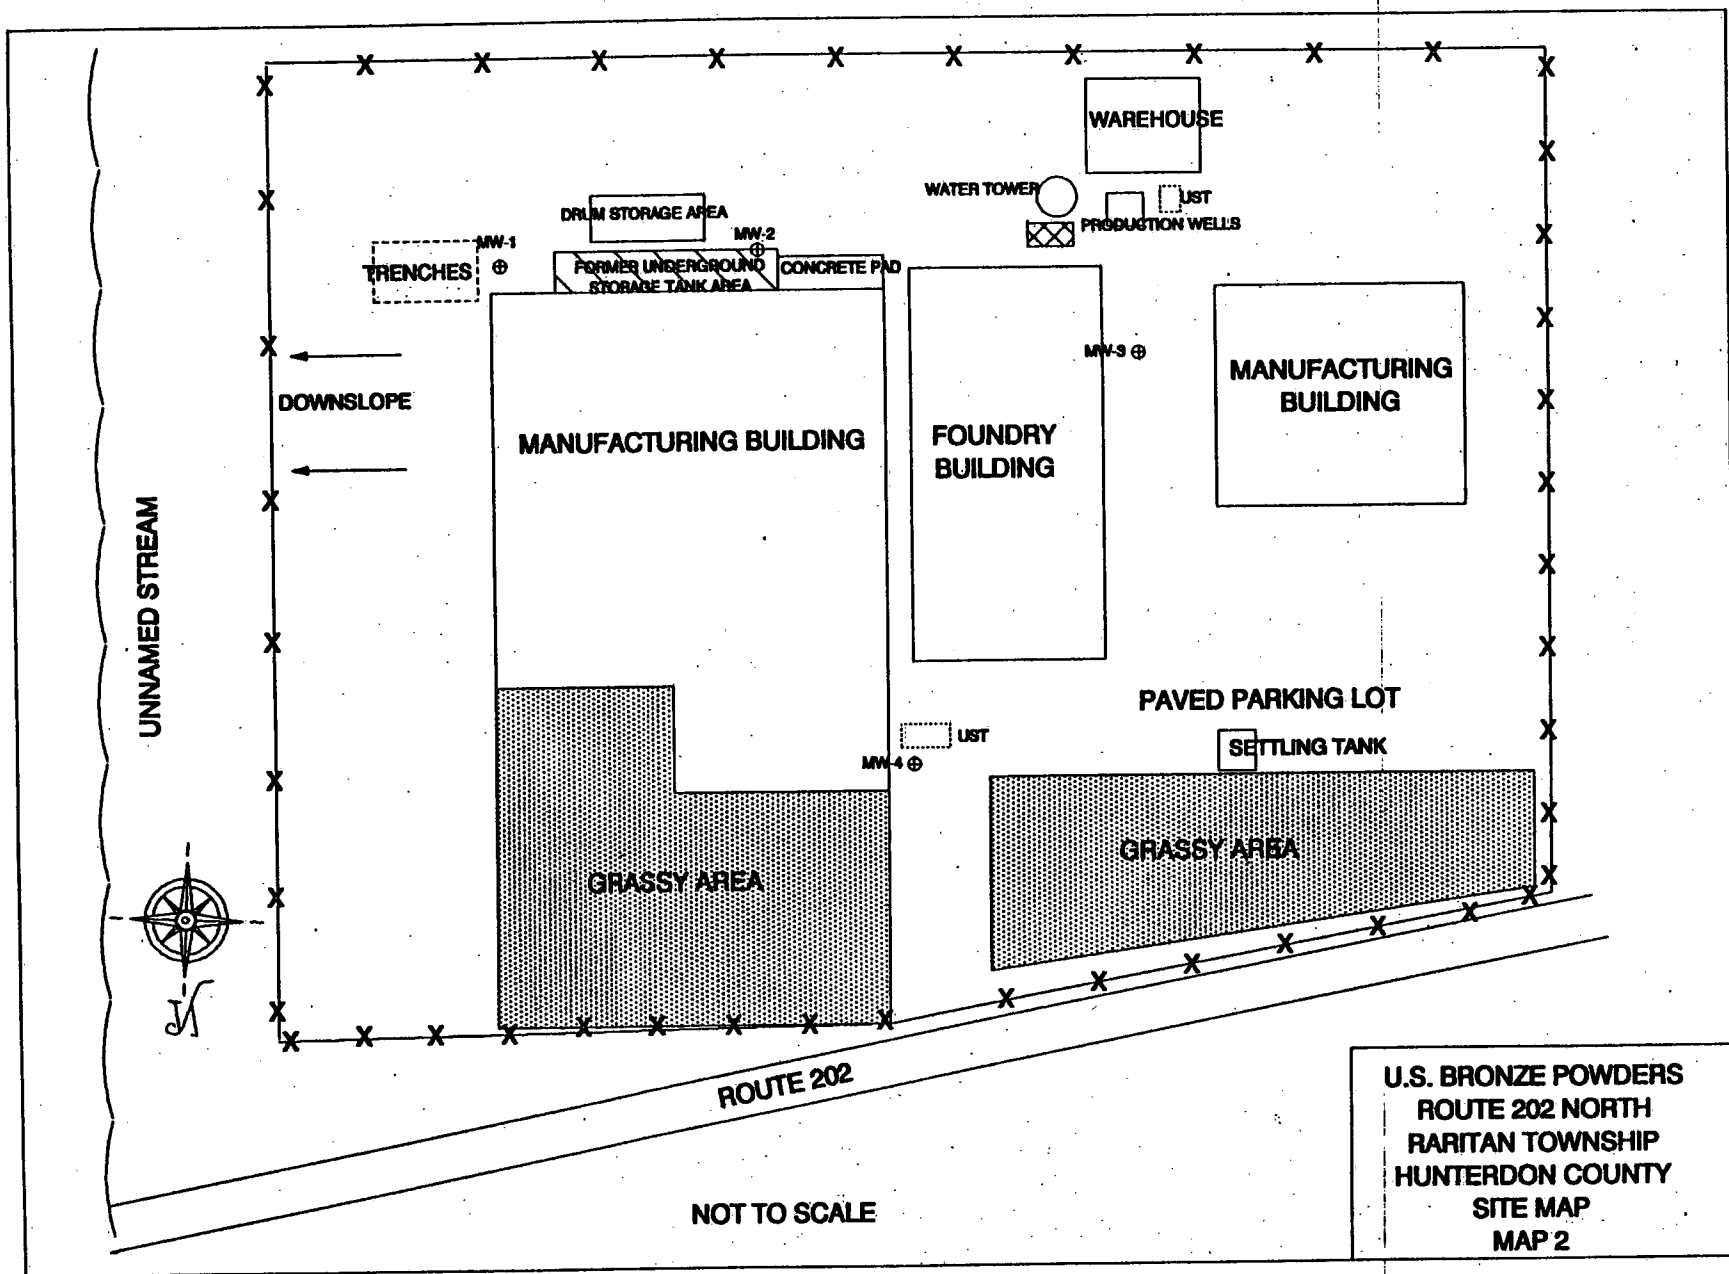 WAREHOUSE
WATER TOWER
UST
PRODUCTION WELLS
DRUM STORAGE AREA
MW-1
MW-2
TRENCHES
FORMER UNDERGROUND
STORAGE TANK AREA
CONCRETE PAD
MW-3
MANUFACTURING
BUILDING
DOWNSLOPE
MANUFACTURING BUILDING
FOUNDRY
BUILDING
UNNAMED STREAM
PAVED PARKING LOT
UST
SETTLING TANK
MW-4
GRASSY AREA
GRASSY AREA
N
ROUTE 202
NOT TO SCALE
U.S. BRONZE POWDERS
ROUTE 202 NORTH
RARITAN TOWNSHIP
HUNTERDON COUNTY
SITE MAP
MAP 2